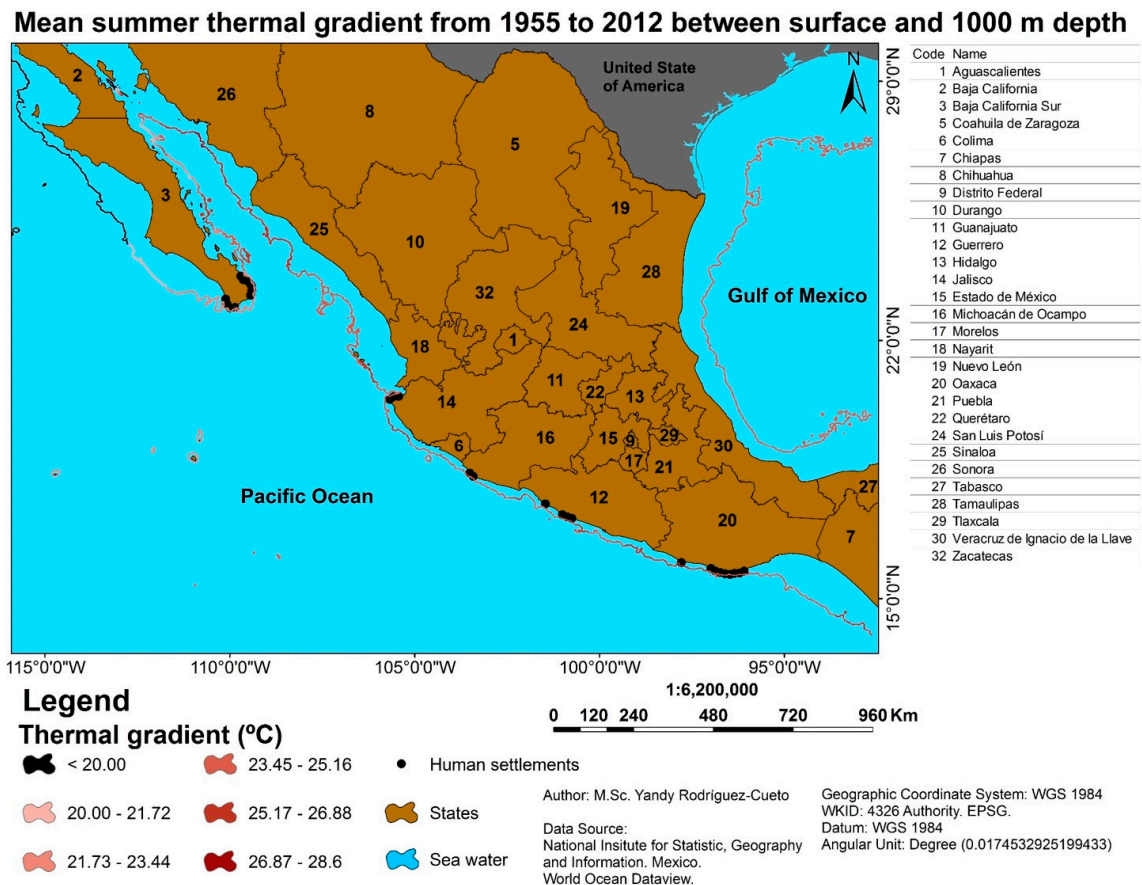 Mean summer thermal gradient from 1955 to 2012 between surface and 1000 m depth
United State
of America
N
Gulf of Mexico
Pacific Ocean
2
26
8
5
3
19
25
10
28
32
24
18
1
11
22
13
14
6
16
15
9
29
30
17
21
12
20
27
7
29°0'0"N
22°0'0"N
15°0'0"N
115°0'0"W
110°0'0"W
105°0'0"W
100°0'0"W
95°0'0"W
Code Name
1 Aguascalientes
2 Baja California
3 Baja California Sur
5 Coahuila de Zaragoza
6 Colima
7 Chiapas
8 Chihuahua
9 Distrito Federal
10 Durango
11 Guanajuato
12 Guerrero
13 Hidalgo
14 Jalisco
15 Estado de México
16 Michoacán de Ocampo
17 Morelos
18 Nayarit
19 Nuevo León
20 Oaxaca
21 Puebla
22 Querétaro
24 San Luis Potosí
25 Sinaloa
26 Sonora
27 Tabasco
28 Tamaulipas
29 Tlaxcala
30 Veracruz de Ignacio de la Llave
32 Zacatecas
Legend
Thermal gradient (ºC)
< 20.00
20.00 - 21.72
21.73 - 23.44
23.45 - 25.16
25.17 - 26.88
26.87 - 28.6
Human settlements
States
Sea water
1:6,200,000
0 120 240 480 720 960 Km
Author: M.Sc. Yandy Rodríguez-Cueto
Data Source:
National Insitute for Statistic, Geography
and Information. Mexico.
World Ocean Dataview.
Geographic Coordinate System: WGS 1984
WKID: 4326 Authority. EPSG.
Datum: WGS 1984
Angular Unit: Degree (0.0174532925199433)